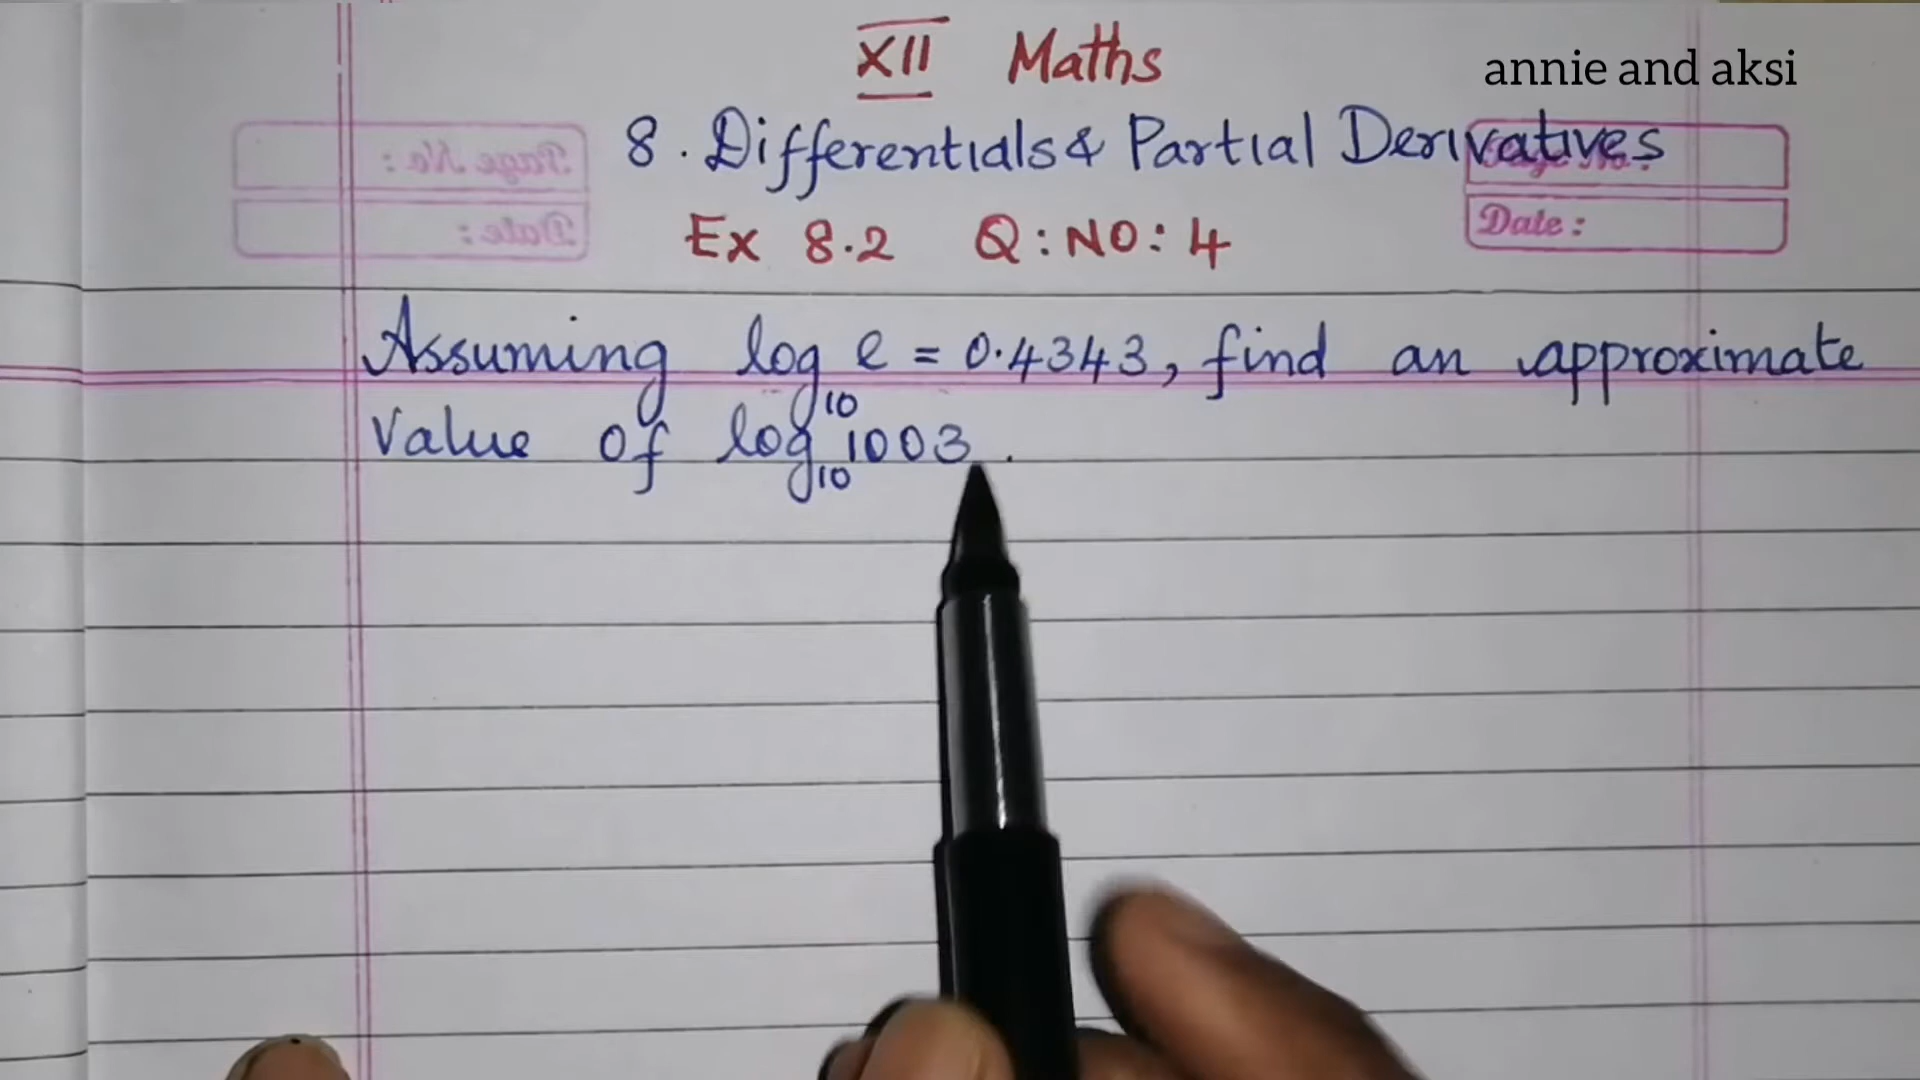 XII Maths
annie and aksi
8. Differentials & Partial Derivatives
Ex 8.2 Q:NO:4
Page No.:
Date:
Date:
Assuming log₁₀ e = 0.4343, find an approximate
Value of log₁₀ 1003.